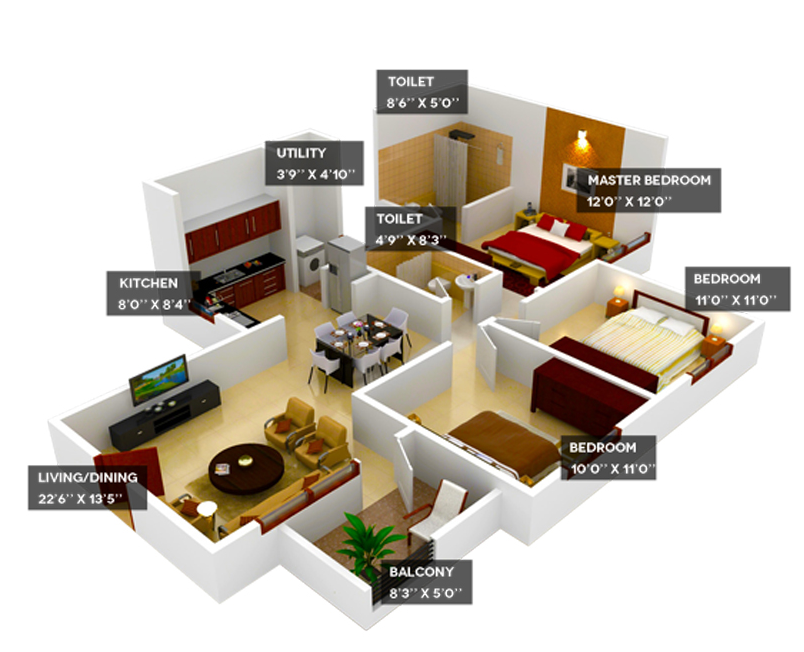 TOILET
8'6'' X 5'0''
UTILITY
3'9'' X 4'10''
MASTER BEDROOM
12'0'' X 12'0''
TOILET
4'9'' X 8'3''
BEDROOM
11'0'' X 11'0''
KITCHEN
8'0'' X 8'4''
BEDROOM
10'0'' X 11'0''
LIVING/DINING
22'6'' X 13'5''
BALCONY
8'3'' X 5'0''